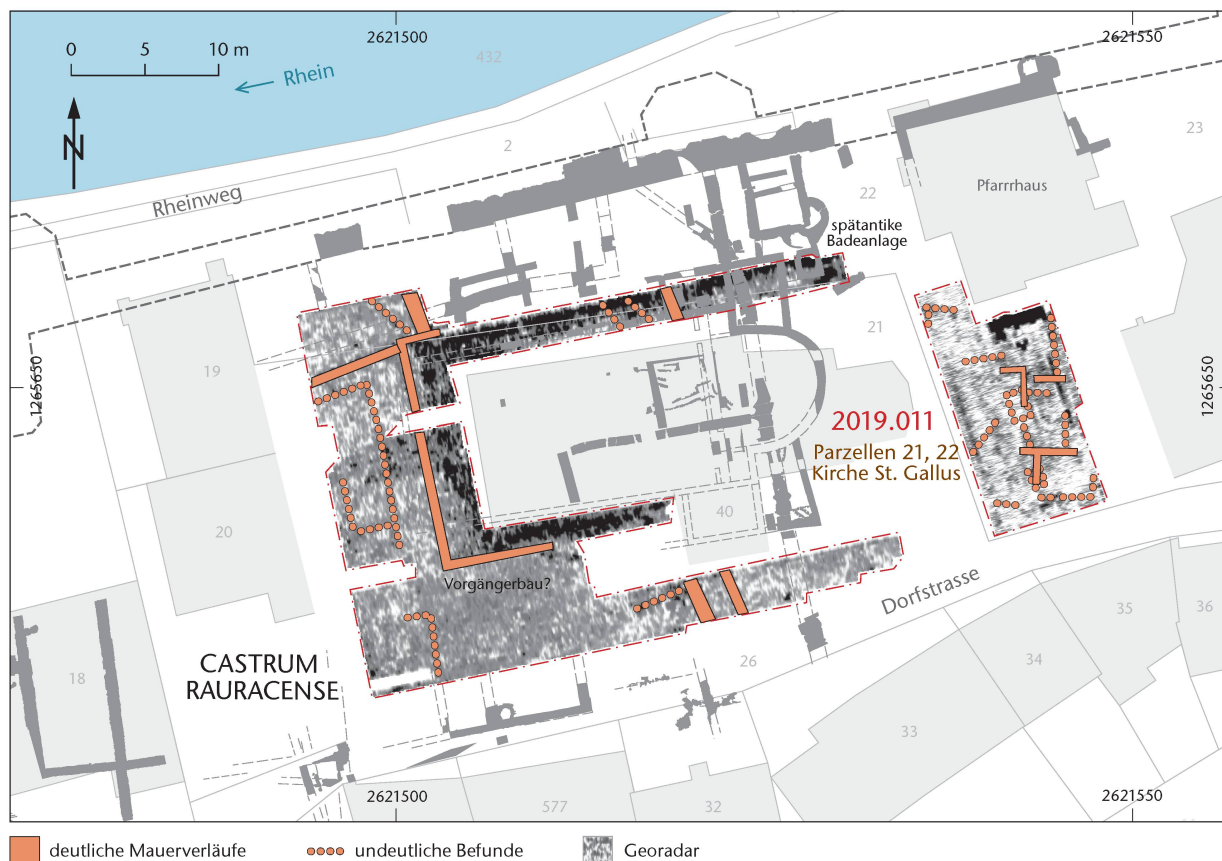 0 5 10 m
2621500
2621550
432
Rhein
N
2
23
Rheinweg
22
Pfarrrhaus
spätantike
Badeanlage
21
19
1265650
1265650
2019.011
Parzellen 21, 22
Kirche St. Gallus
20
40
Vorgängerbau?
Dorfstrasse
35
36
18
CASTRUM
RAURACENSE
26
34
33
2621500
2621550
577
32
deutliche Mauerverläufe
undeutliche Befunde
Georadar